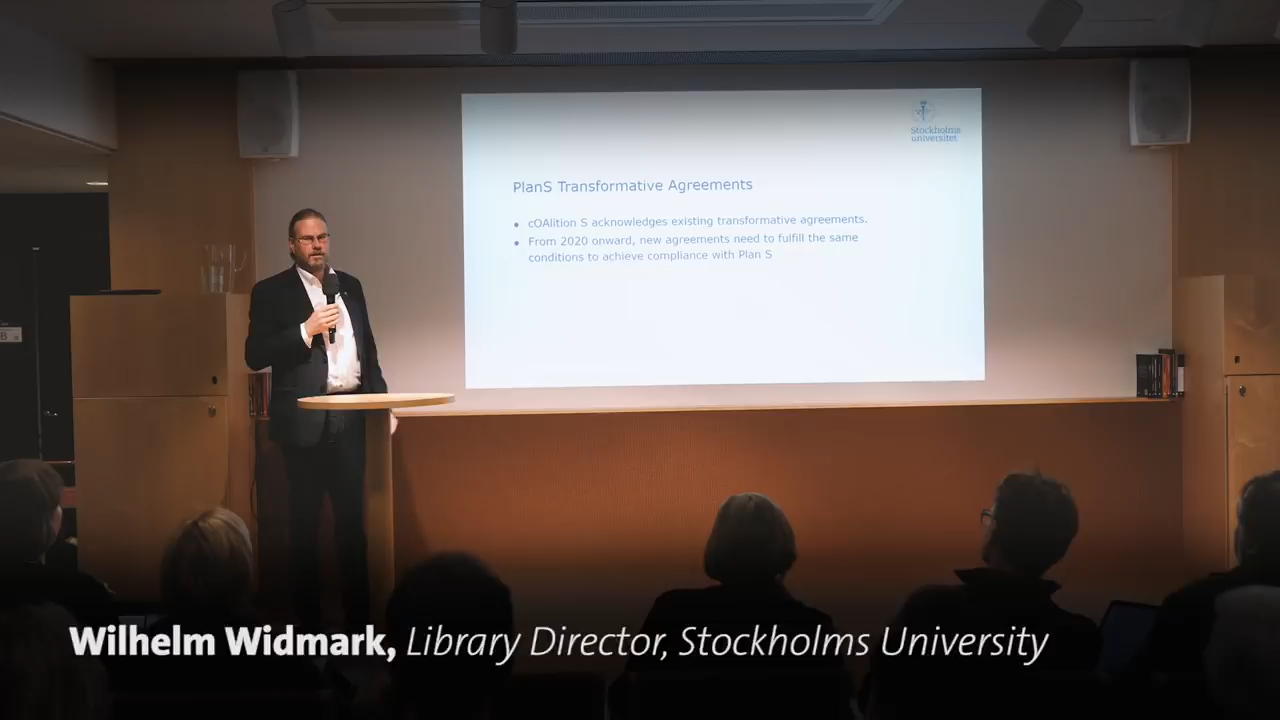 Stockholms
universitet
PlanS Transformative Agreements
• cOAlition S acknowledges existing transformative agreements.
• From 2020 onward, new agreements need to fulfill the same
conditions to achieve compliance with Plan S
B
Wilhelm Widmark, Library Director, Stockholms University